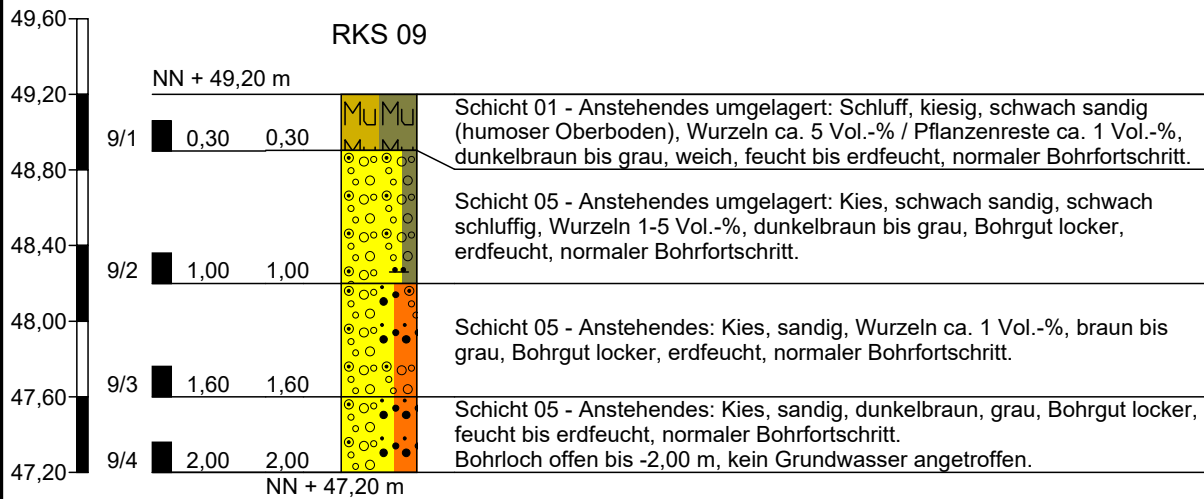 49,60
RKS 09
NN + 49,20 m
49,20
Mu Mu
Mu Mu
Schicht 01 - Anstehendes umgelagert: Schluff, kiesig, schwach sandig
(humoser Oberboden), Wurzeln ca. 5 Vol.-% / Pflanzenreste ca. 1 Vol.-%,
dunkelbraun bis grau, weich, feucht bis erdfeucht, normaler Bohrfortschritt.
9/1 0,30 0,30
48,80
Schicht 05 - Anstehendes umgelagert: Kies, schwach sandig, schwach
schluffig, Wurzeln 1-5 Vol.-%, dunkelbraun bis grau, Bohrgut locker,
erdfeucht, normaler Bohrfortschritt.
48,40
9/2 1,00 1,00
48,00
Schicht 05 - Anstehendes: Kies, sandig, Wurzeln ca. 1 Vol.-%, braun bis
grau, Bohrgut locker, erdfeucht, normaler Bohrfortschritt.
9/3 1,60 1,60
47,60
Schicht 05 - Anstehendes: Kies, sandig, dunkelbraun, grau, Bohrgut locker,
feucht bis erdfeucht, normaler Bohrfortschritt.
Bohrloch offen bis -2,00 m, kein Grundwasser angetroffen.
9/4 2,00 2,00
47,20
NN + 47,20 m